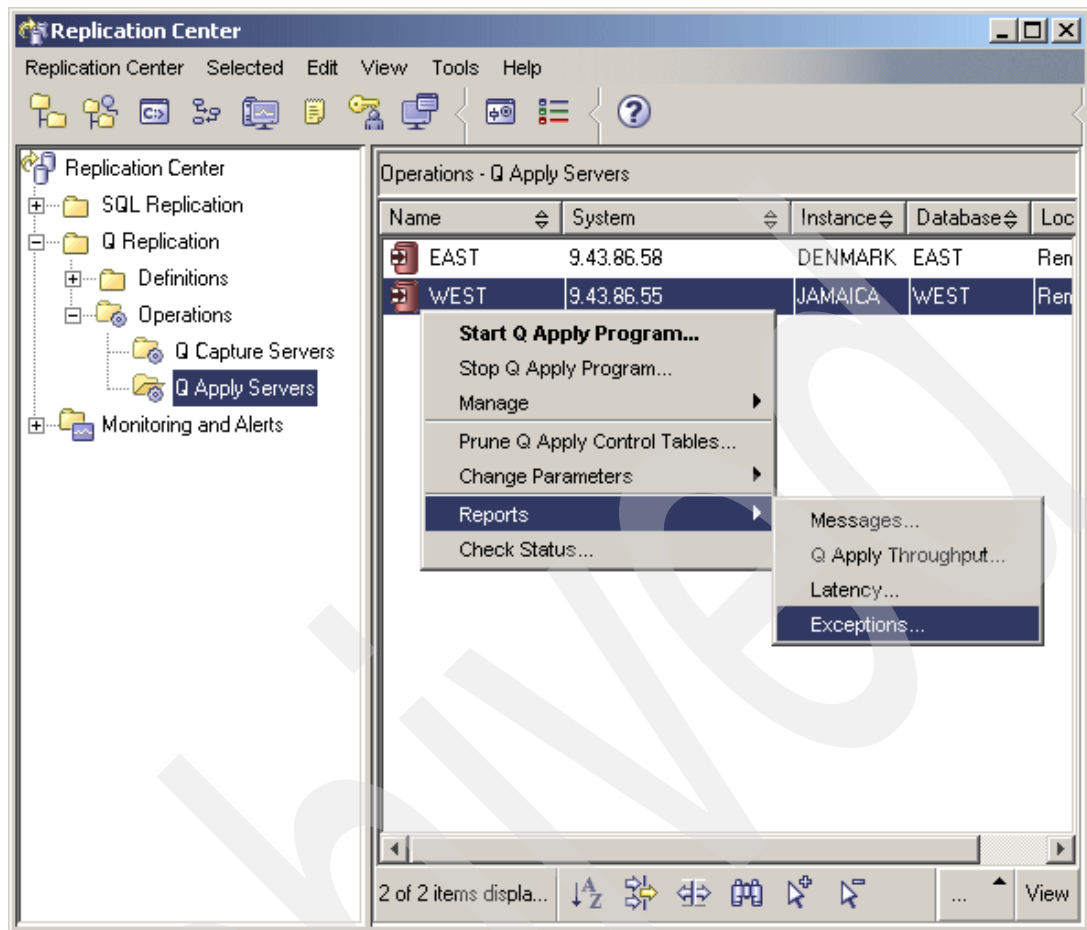 Replication Center
Replication Center Selected Edit View Tools Help
Replication Center
SQL Replication
Q Replication
Definitions
Operations
Q Capture Servers
Q Apply Servers
Monitoring and Alerts
Operations - Q Apply Servers
Name System Instance Database Loc
EAST 9.43.86.58 DENMARK EAST Ren
WEST 9.43.86.55 JAMAICA WEST Ren
Start Q Apply Program...
Stop Q Apply Program...
Manage
Prune Q Apply Control Tables...
Change Parameters
Reports
Check Status...
Messages...
Q Apply Throughput...
Latency...
Exceptions...
2 of 2 items displa... ... View